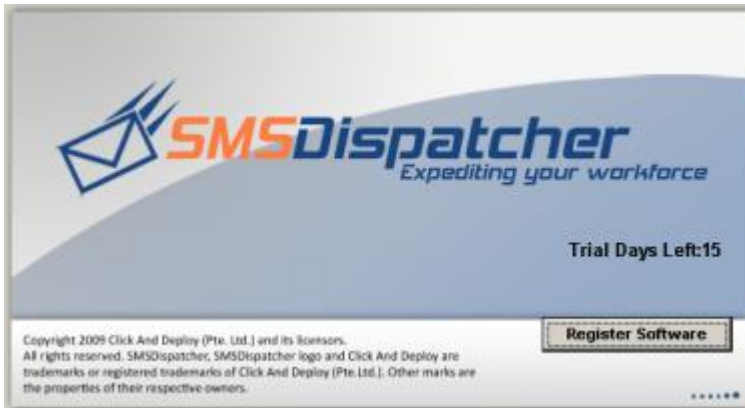 SMSDispatcher
Expediting your workforce
Trial Days Left:15
Register Software
Copyright 2009 Click And Deploy (Pte. Ltd.) and its licensors.
All rights reserved. SMSDispatcher, SMSDispatcher logo and Click And Deploy are
trademarks or registered trademarks of Click And Deploy (Pte.Ltd.). Other marks are
the properties of their respective owners.